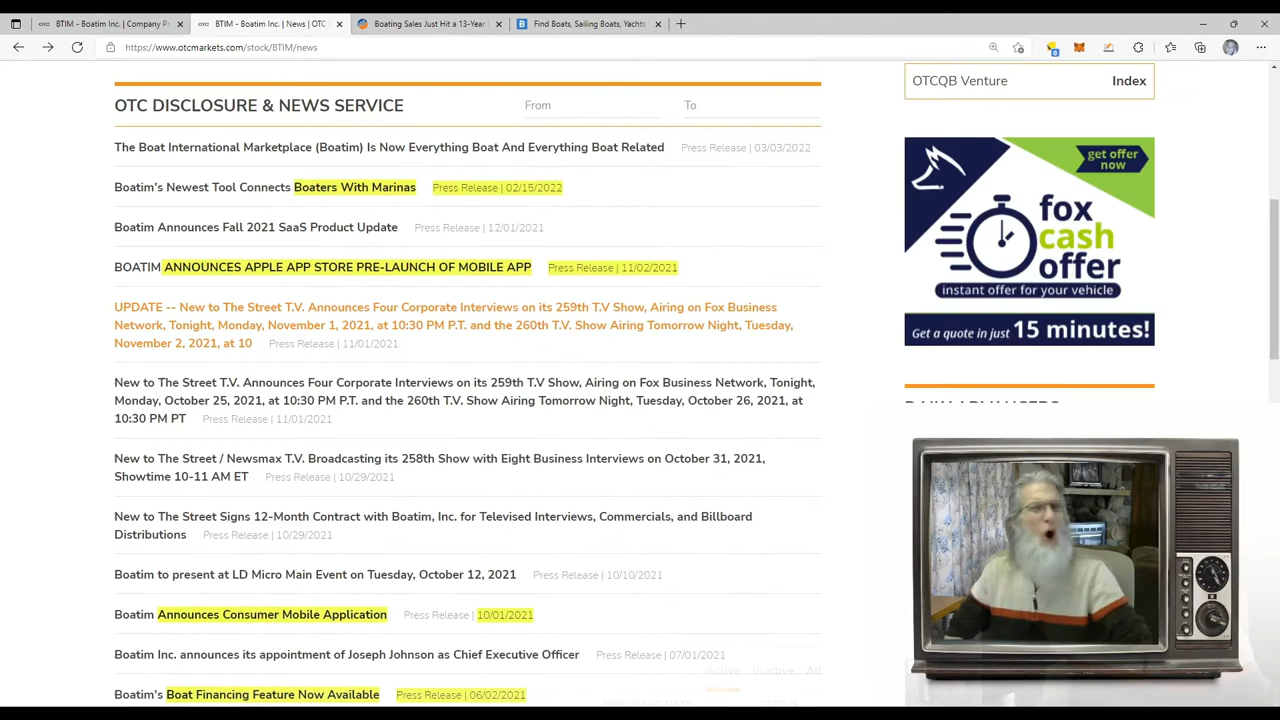 BTIM - Boatim Inc. | Company Pr
BTIM - Boatim Inc. | News | OTC
Boating Sales Just Hit a 13-Year
Find Boats, Sailing Boats, Yachts
https://www.otcmarkets.com/stock/BTIM/news
OTC DISCLOSURE & NEWS SERVICE From To
The Boat International Marketplace (Boatim) Is Now Everything Boat And Everything Boat Related Press Release | 03/03/2022
Boatim's Newest Tool Connects Boaters With Marinas Press Release | 02/15/2022
Boatim Announces Fall 2021 SaaS Product Update Press Release | 12/01/2021
BOATIM ANNOUNCES APPLE APP STORE PRE-LAUNCH OF MOBILE APP Press Release | 11/02/2021
UPDATE -- New to The Street T.V. Announces Four Corporate Interviews on its 259th T.V Show, Airing on Fox Business
Network, Tonight, Monday, November 1, 2021, at 10:30 PM P.T. and the 260th T.V. Show Airing Tomorrow Night, Tuesday,
November 2, 2021, at 10 Press Release | 11/01/2021
New to The Street T.V. Announces Four Corporate Interviews on its 259th T.V Show, Airing on Fox Business Network, Tonight,
Monday, October 25, 2021, at 10:30 PM P.T. and the 260th T.V. Show Airing Tomorrow Night, Tuesday, October 26, 2021, at
10:30 PM PT Press Release | 11/01/2021
New to The Street / Newsmax T.V. Broadcasting its 258th Show with Eight Business Interviews on October 31, 2021,
Showtime 10-11 AM ET Press Release | 10/29/2021
New to The Street Signs 12-Month Contract with Boatim, Inc. for Televised Interviews, Commercials, and Billboard
Distributions Press Release | 10/29/2021
Boatim to present at LD Micro Main Event on Tuesday, October 12, 2021 Press Release | 10/10/2021
Boatim Announces Consumer Mobile Application Press Release | 10/01/2021
Boatim Inc. announces its appointment of Joseph Johnson as Chief Executive Officer Press Release | 07/01/2021
Active Inactive All
Boatim's Boat Financing Feature Now Available Press Release | 06/02/2021
OTCQB Venture Index
get offer
now
fox
cash
offer
instant offer for your vehicle
Get a quote in just 15 minutes!